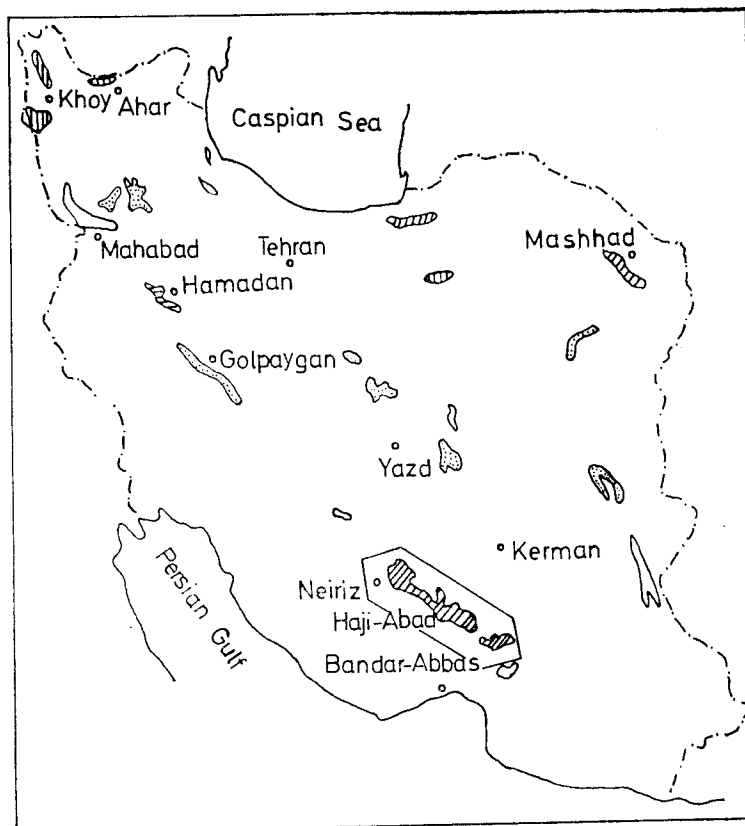 Khoy
Ahar
Caspian Sea
Mahabad
Tehran
Mashhad
Hamadan
Golpaygan
Yazd
Kerman
Persian Gulf
Neiriz
Haji-Abad
Bandar-Abbas